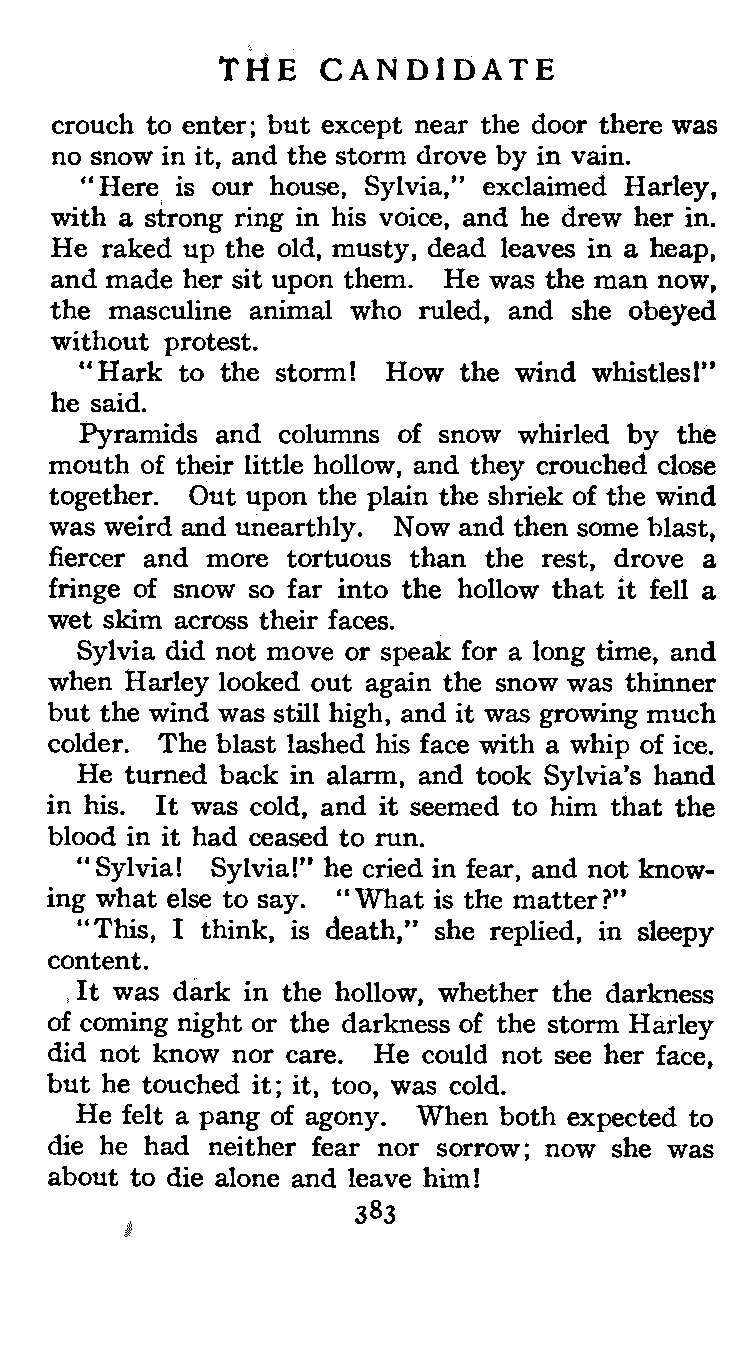 THE CANDIDATE
crouch to enter; but except near the door there was
no snow in it, and the storm drove by in vain.
"Here is our house, Sylvia," exclaimed Harley,
with a strong ring in his voice, and he drew her in.
He raked up the old, musty, dead leaves in a heap,
and made her sit upon them. He was the man now,
the masculine animal who ruled, and she obeyed
without protest.
"Hark to the storm! How the wind whistles!"
he said.
Pyramids and columns of snow whirled by the
mouth of their little hollow, and they crouched close
together. Out upon the plain the shriek of the wind
was weird and unearthly. Now and then some blast,
fiercer and more tortuous than the rest, drove a
fringe of snow so far into the hollow that it fell a
wet skim across their faces.
Sylvia did not move or speak for a long time, and
when Harley looked out again the snow was thinner
but the wind was still high, and it was growing much
colder. The blast lashed his face with a whip of ice.
He turned back in alarm, and took Sylvia's hand
in his. It was cold, and it seemed to him that the
blood in it had ceased to run.
"Sylvia! Sylvia!" he cried in fear, and not know-
ing what else to say. "What is the matter?"
"This, I think, is death," she replied, in sleepy
content.
It was dark in the hollow, whether the darkness
of coming night or the darkness of the storm Harley
did not know nor care. He could not see her face,
but he touched it; it, too, was cold.
He felt a pang of agony. When both expected to
die he had neither fear nor sorrow; now she was
about to die alone and leave him!
383